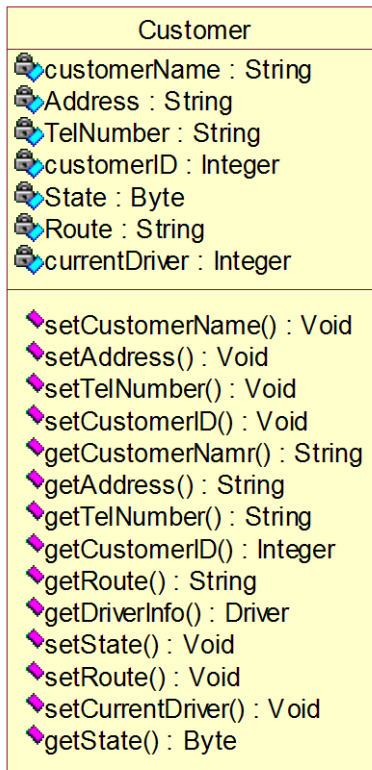 Customer
customerName : String
Address : String
TelNumber : String
customerID : Integer
State : Byte
Route : String
currentDriver : Integer
setCustomerName() : Void
setAddress() : Void
setTelNumber() : Void
setCustomerID() : Void
getCustomerNamr() : String
getAddress() : String
getTelNumber() : String
getCustomerID() : Integer
getRoute() : String
getDriverInfo() : Driver
setState() : Void
setRoute() : Void
setCurrentDriver() : Void
getState() : Byte